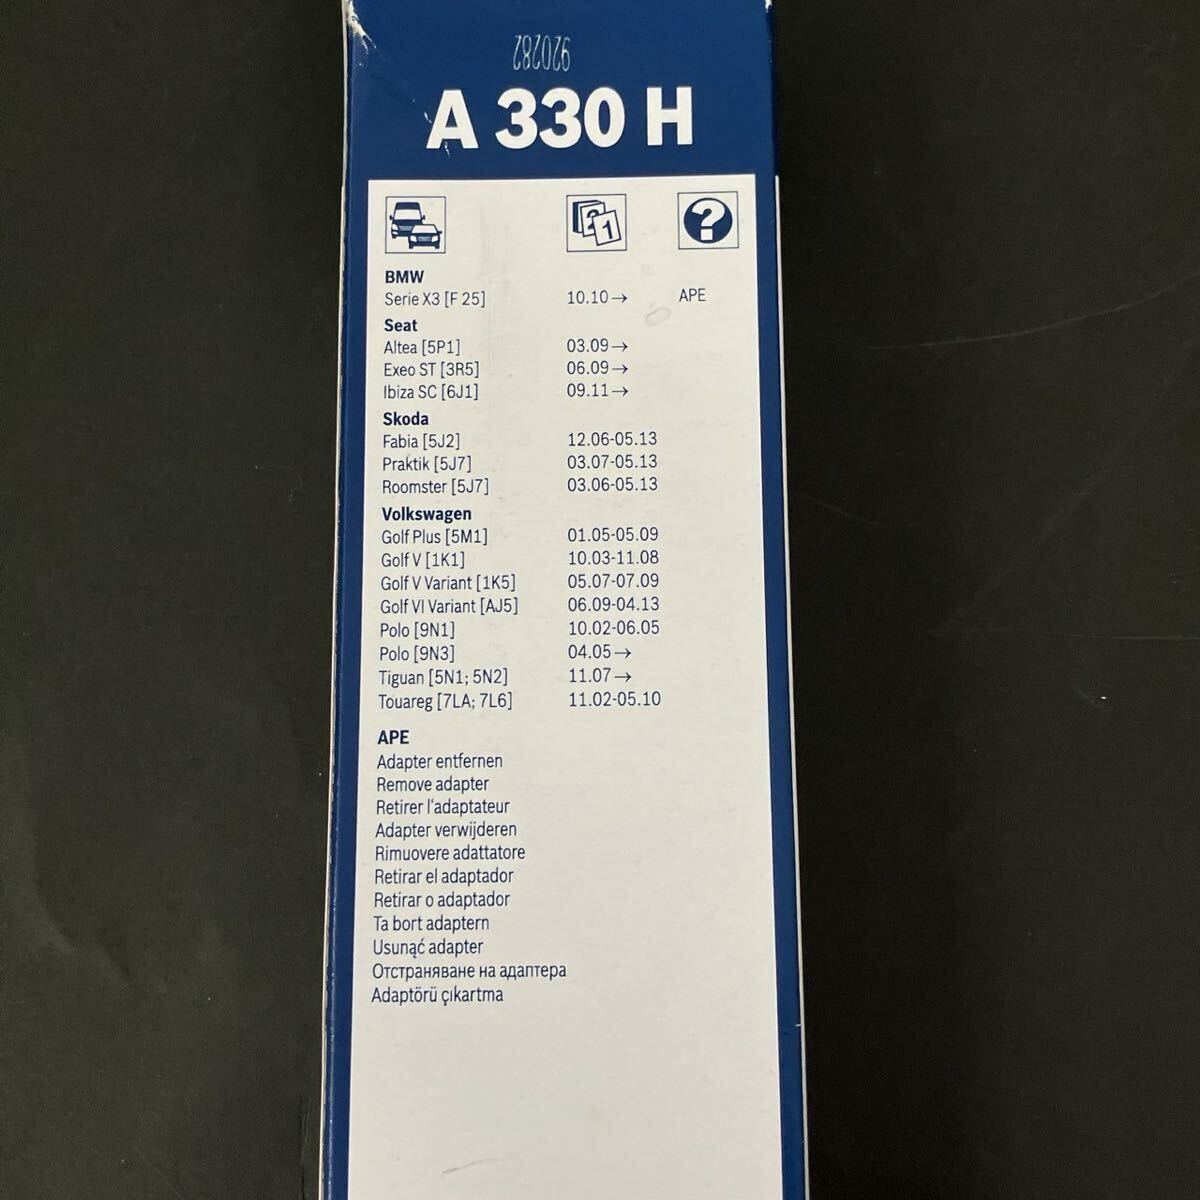 920282
A 330 H
2 1 ?
BMW
Serie X3 [F 25] 10.10→ APE
Seat
Altea [5P1] 03.09→
Exeo ST [3R5] 06.09→
Ibiza SC [6J1] 09.11→
Skoda
Fabia [5J2] 12.06-05.13
Praktik [5J7] 03.07-05.13
Roomster [5J7] 03.06-05.13
Volkswagen
Golf Plus [5M1] 01.05-05.09
Golf V [1K1] 10.03-11.08
Golf V Variant [1K5] 05.07-07.09
Golf VI Variant [AJ5] 06.09-04.13
Polo [9N1] 10.02-06.05
Polo [9N3] 04.05→
Tiguan [5N1; 5N2] 11.07→
Touareg [7LA; 7L6] 11.02-05.10
APE
Adapter entfernen
Remove adapter
Retirer l'adaptateur
Adapter verwijderen
Rimuovere adattatore
Retirar el adaptador
Retirar o adaptador
Ta bort adaptern
Usunąć adapter
Отстраняване на адаптера
Adaptörü çıkartma